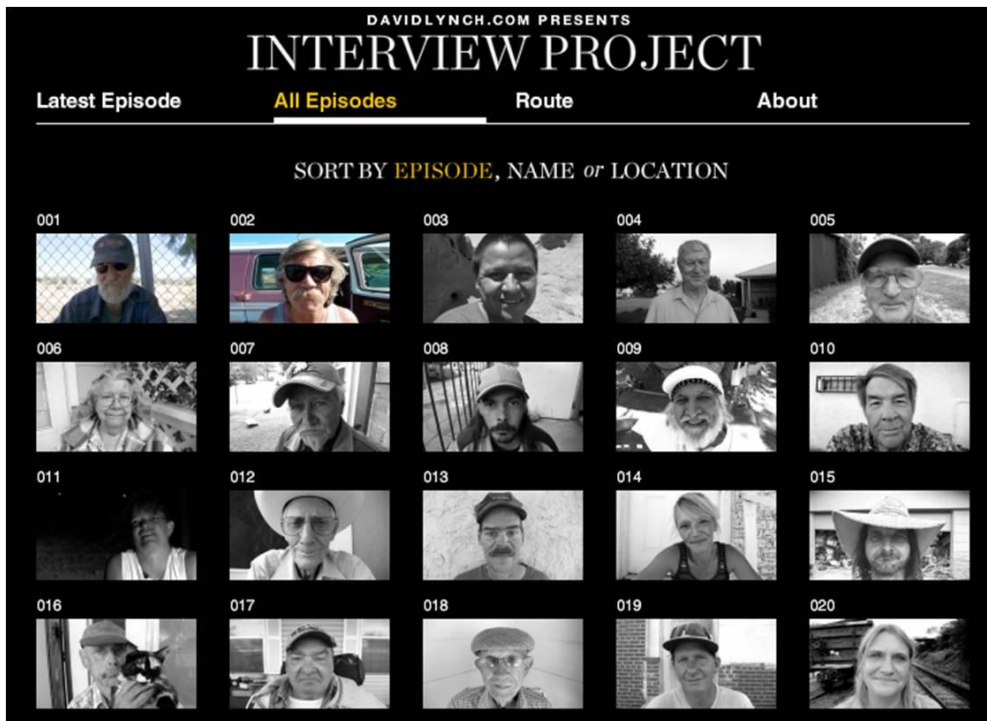 DAVIDLYNCH.COM PRESENTS
INTERVIEW PROJECT
Latest Episode All Episodes Route About
SORT BY EPISODE, NAME or LOCATION
001 002 003 004 005
006 007 008 009 010
011 012 013 014 015
016 017 018 019 020